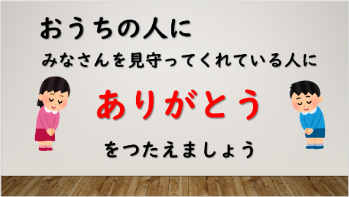 おうちの人に
みなさんを見守ってくれている人に
ありがとう
をつたえましょう